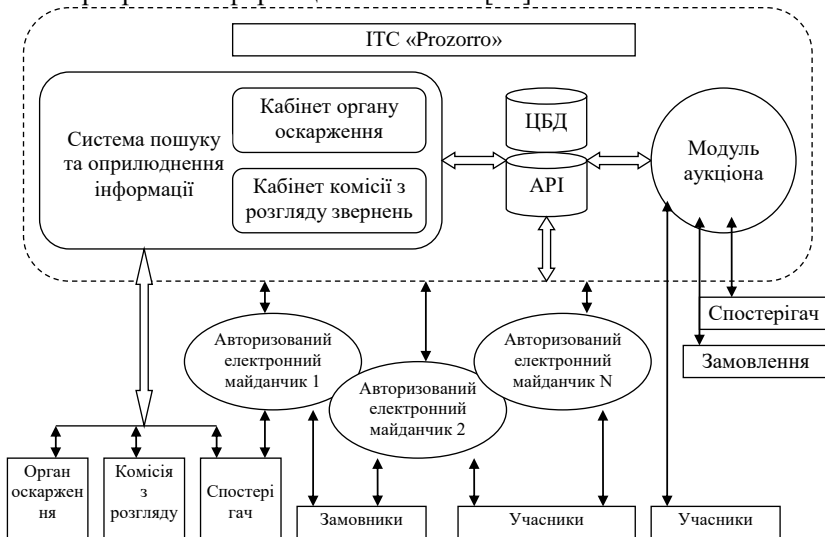 ІТС «Prozorro»
Кабінет органу
оскарження
Система пошуку
та оприлюднення
інформації
Кабінет комісії з
розгляду звернень
ЦБД
АРІ
Модуль
аукціона
Спостерігач
Замовлення
Авторизований
електронний
майданчик 1
Авторизований
електронний
майданчик 2
Авторизований
електронний
майданчик N
Орган
оскаржен
ня
Комісія
з
розгляду
Спостері
гач
Замовники
Учасники
Учасники